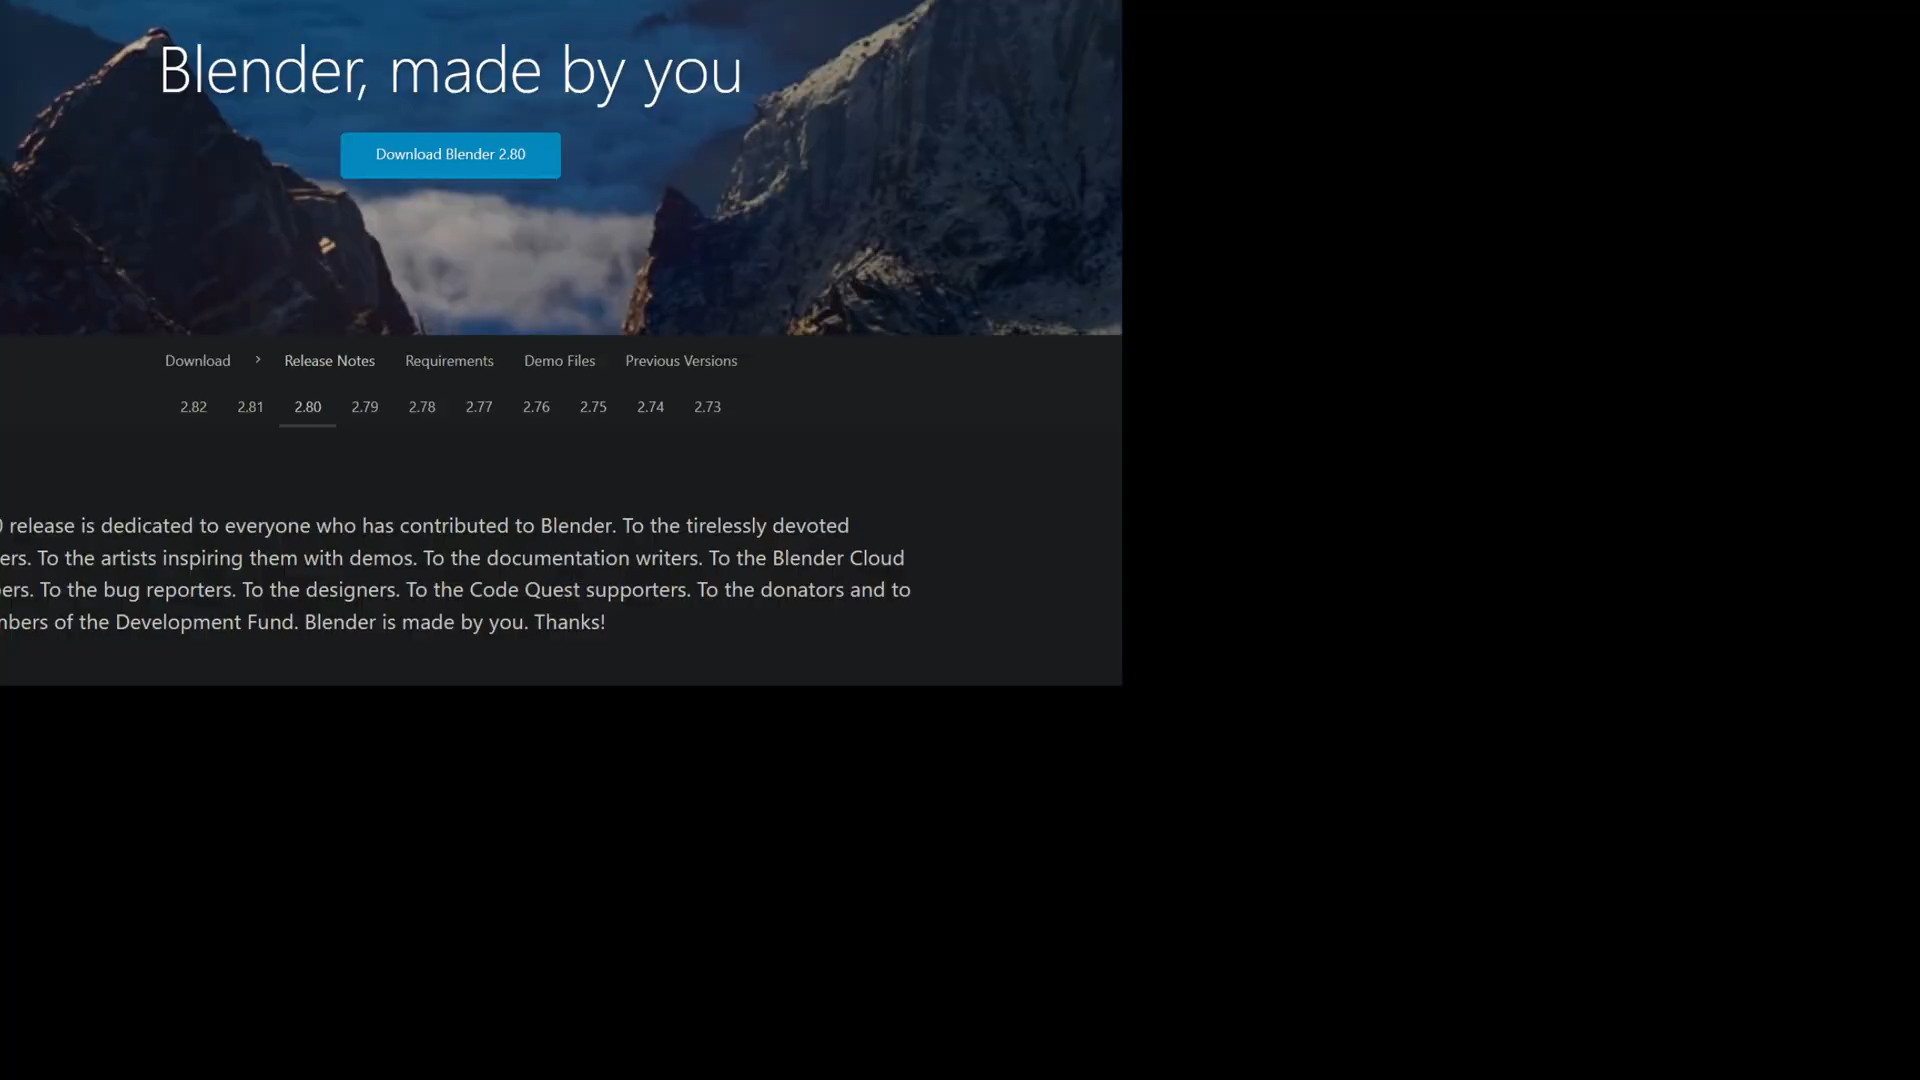 Blender, made by you
Download Blender 2.80
Download > Release Notes Requirements Demo Files Previous Versions
2.82 2.81 2.80 2.79 2.78 2.77 2.76 2.75 2.74 2.73
release is dedicated to everyone who has contributed to Blender. To the tirelessly devoted
To the artists inspiring them with demos. To the documentation writers. To the Blender Cloud
To the bug reporters. To the designers. To the Code Quest supporters. To the donators and to
of the Development Fund. Blender is made by you. Thanks!